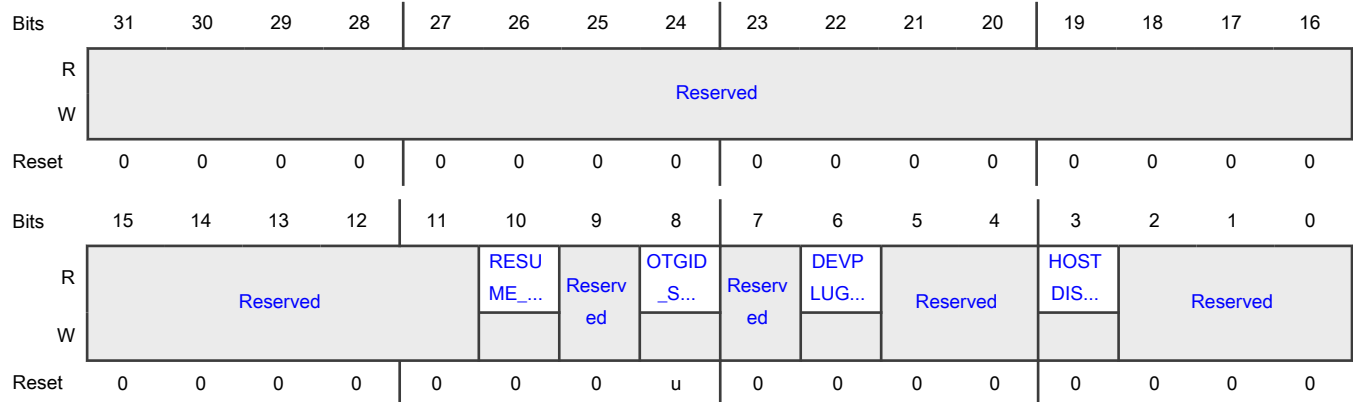 Bits 31 30 29 28 27 26 25 24 23 22 21 20 19 18 17 16
R
Reserved
W
Reset 0 0 0 0 0 0 0 0 0 0 0 0 0 0 0 0
Bits 15 14 13 12 11 10 9 8 7 6 5 4 3 2 1 0
R Reserved RESU ME_... Reserv ed OTGID _S... Reserv ed DEVP LUG... Reserved HOST DIS... Reserved
W
Reset 0 0 0 0 0 0 0 u 0 0 0 0 0 0 0 0